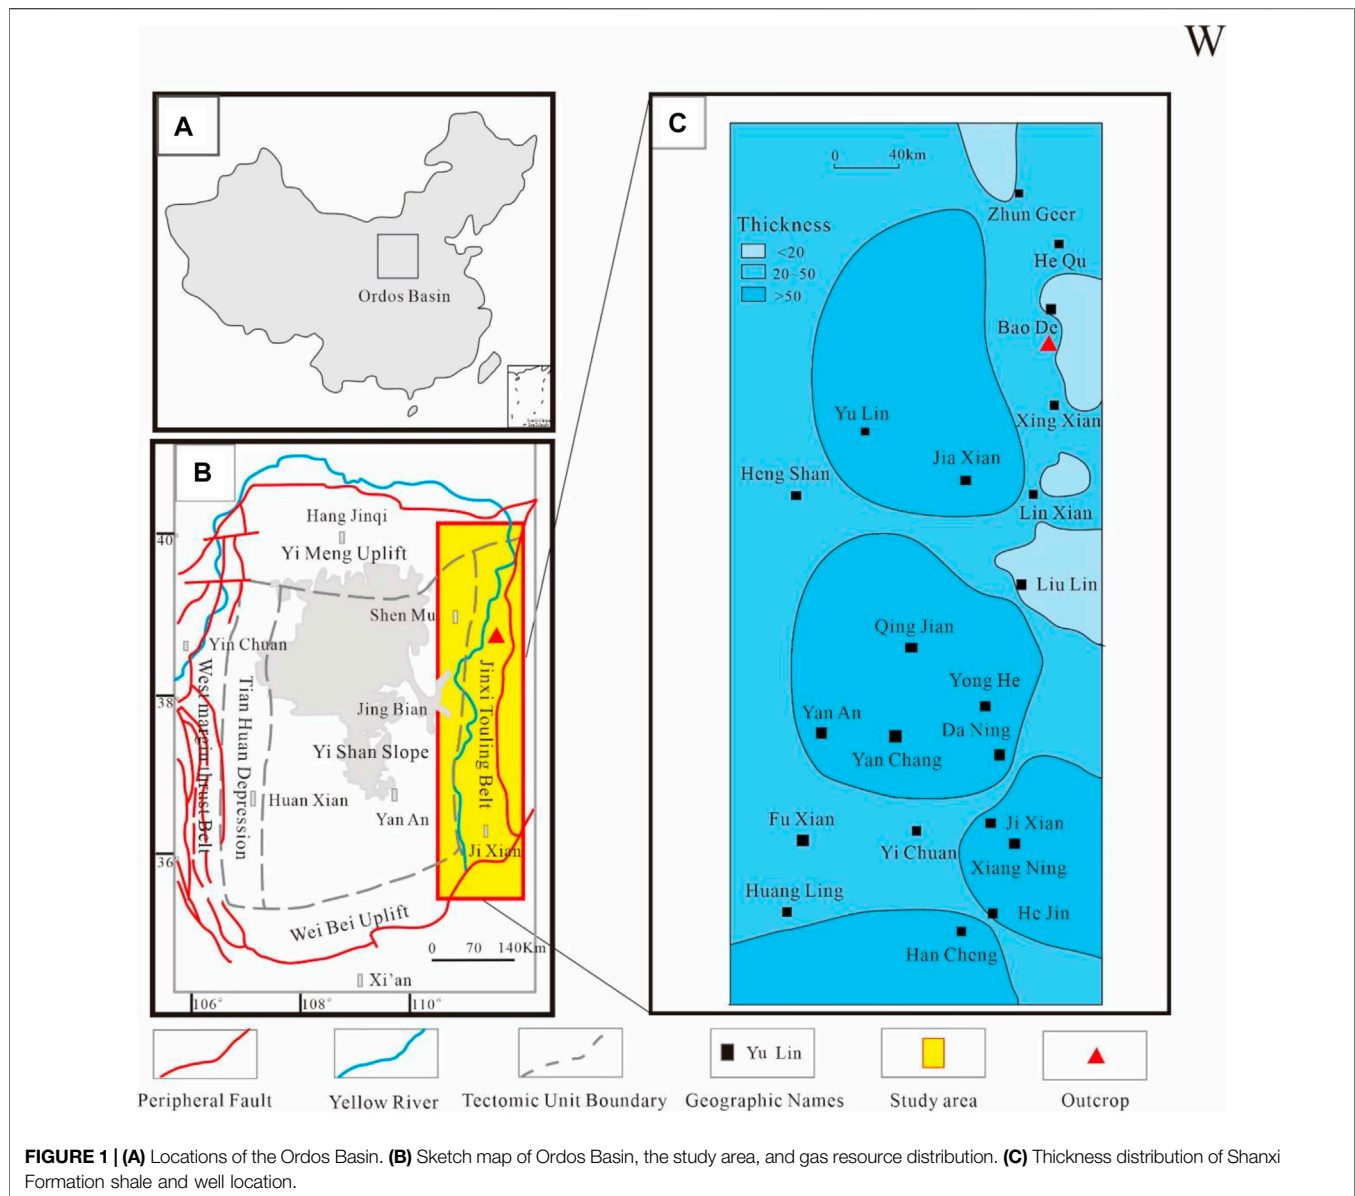 W
A
Ordos Basin
B
Hang Jinqi
Yi Meng Uplift
40°
Shen Mu
Yin Chuan
West margin thrust Belt
Tian Huan Depression
Jinxi Touling Belt
38°
Jing Bian
Yi Shan Slope
Huan Xian
Yan An
Ji Xian
36°
Wei Bei Uplift
0 70 140Km
Xi'an
106° 108° 110°
C
0 40km
Zhun Geer
Thickness
<20
20-50
>50
He Qu
Bao De
Xing Xian
Yu Lin
Jia Xian
Heng Shan
Lin Xian
Liu Lin
Qing Jian
Yong He
Yan An
Da Ning
Yan Chang
Fu Xian
Ji Xian
Yi Chuan
Xiang Ning
Huang Ling
He Jin
Han Cheng
Yu Lin
Peripheral Fault Yellow River Tectomic Unit Boundary Geographic Names Study area Outcrop
FIGURE 1 | (A) Locations of the Ordos Basin. (B) Sketch map of Ordos Basin, the study area, and gas resource distribution. (C) Thickness distribution of Shanxi
Formation shale and well location.